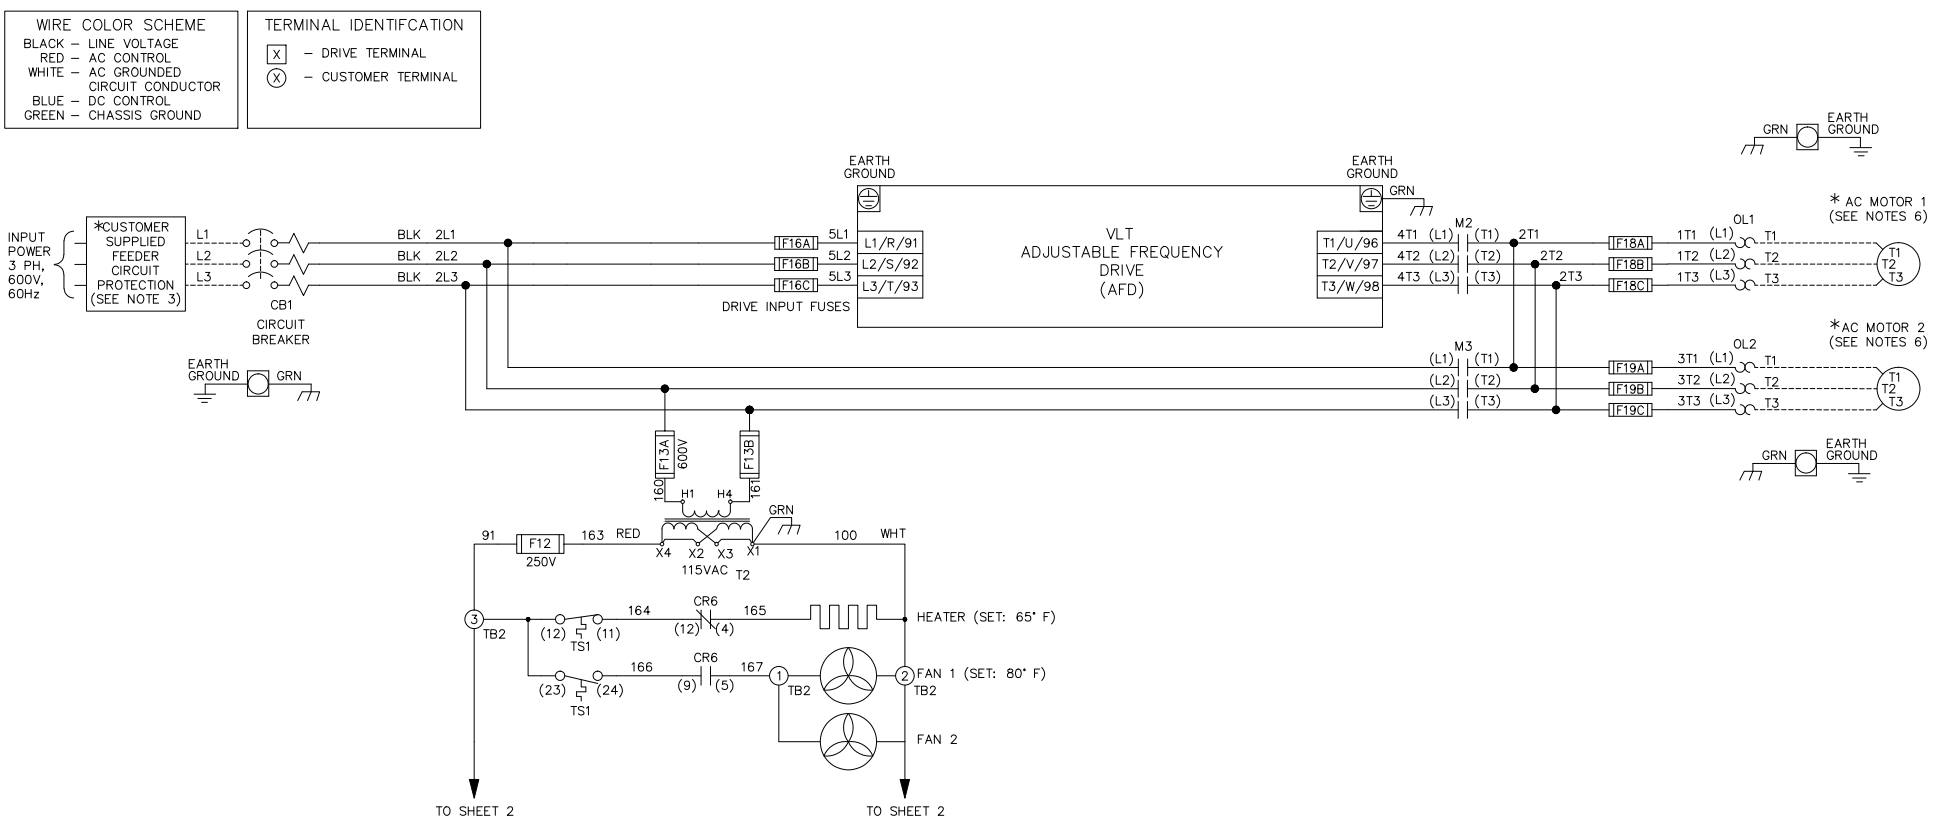 WIRE COLOR SCHEME
BLACK – LINE VOLTAGE
RED – AC CONTROL
WHITE – AC GROUNDED
CIRCUIT CONDUCTOR
BLUE – DC CONTROL
GREEN – CHASSIS GROUND
TERMINAL IDENTIFCATION
X – DRIVE TERMINAL
X – CUSTOMER TERMINAL
INPUT
POWER
3 PH,
600V,
60Hz
*CUSTOMER
SUPPLIED
FEEDER
CIRCUIT
PROTECTION
(SEE NOTE 3)
L1
L2
L3
CB1
CIRCUIT
BREAKER
EARTH
GROUND
GRN
BLK 2L1
BLK 2L2
BLK 2L3
F16A
F16B
F16C
5L1
5L2
5L3
DRIVE INPUT FUSES
EARTH
GROUND
L1/R/91
L2/S/92
L3/T/93
VLT
ADJUSTABLE FREQUENCY
DRIVE
(AFD)
EARTH
GROUND
GRN
T1/U/96
T2/V/97
T3/W/98
M2
4T1 (L1) (T1) 2T1
4T2 (L2) (T2) 2T2
4T3 (L3) (T3) 2T3
F18A
F18B
F18C
OL1
1T1 (L1) T1
1T2 (L2) T2
1T3 (L3) T3
GRN
EARTH
GROUND
* AC MOTOR 1
(SEE NOTES 6)
T1
T2
T3
M3
(L1) (T1)
(L2) (T2)
(L3) (T3)
F19A
F19B
F19C
OL2
3T1 (L1) T1
3T2 (L2) T2
3T3 (L3) T3
*AC MOTOR 2
(SEE NOTES 6)
T1
T2
T3
GRN
EARTH
GROUND
F13A
600V
F13B
160
161
H1 H4
GRN
91
F12
250V
163 RED
X4 X2 X3 X1
115VAC T2
100 WHT
3
TB2
(12) (11)
TS1
164
CR6
(12) (4)
165
HEATER (SET: 65° F)
(23) (24)
TS1
166
CR6
(9) (5)
167
1
TB2
2
TB2
FAN 1 (SET: 80° F)
FAN 2
TO SHEET 2
TO SHEET 2